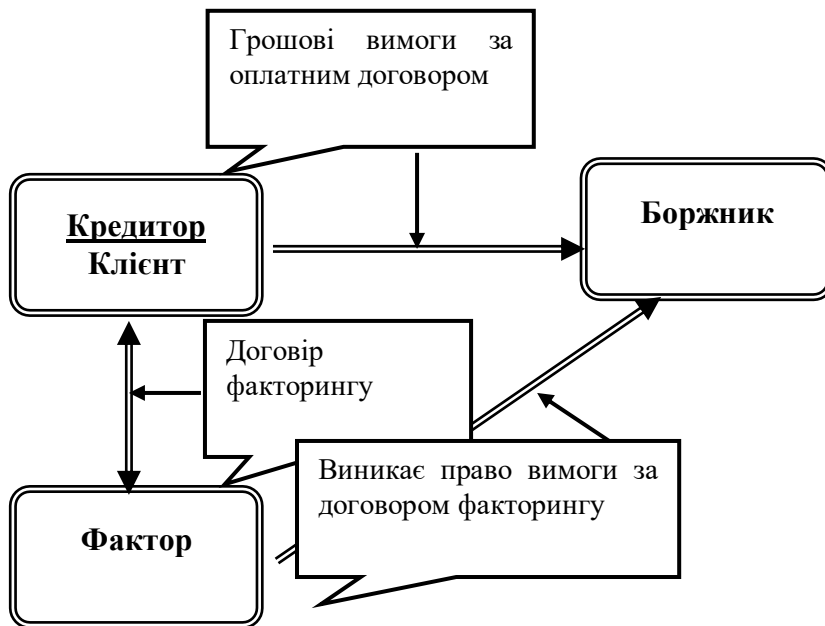 Грошові вимоги за
оплатним договором
Кредитор
Клієнт
Боржник
Договір
факторингу
Виникає право вимоги за
договором факторингу
Фактор